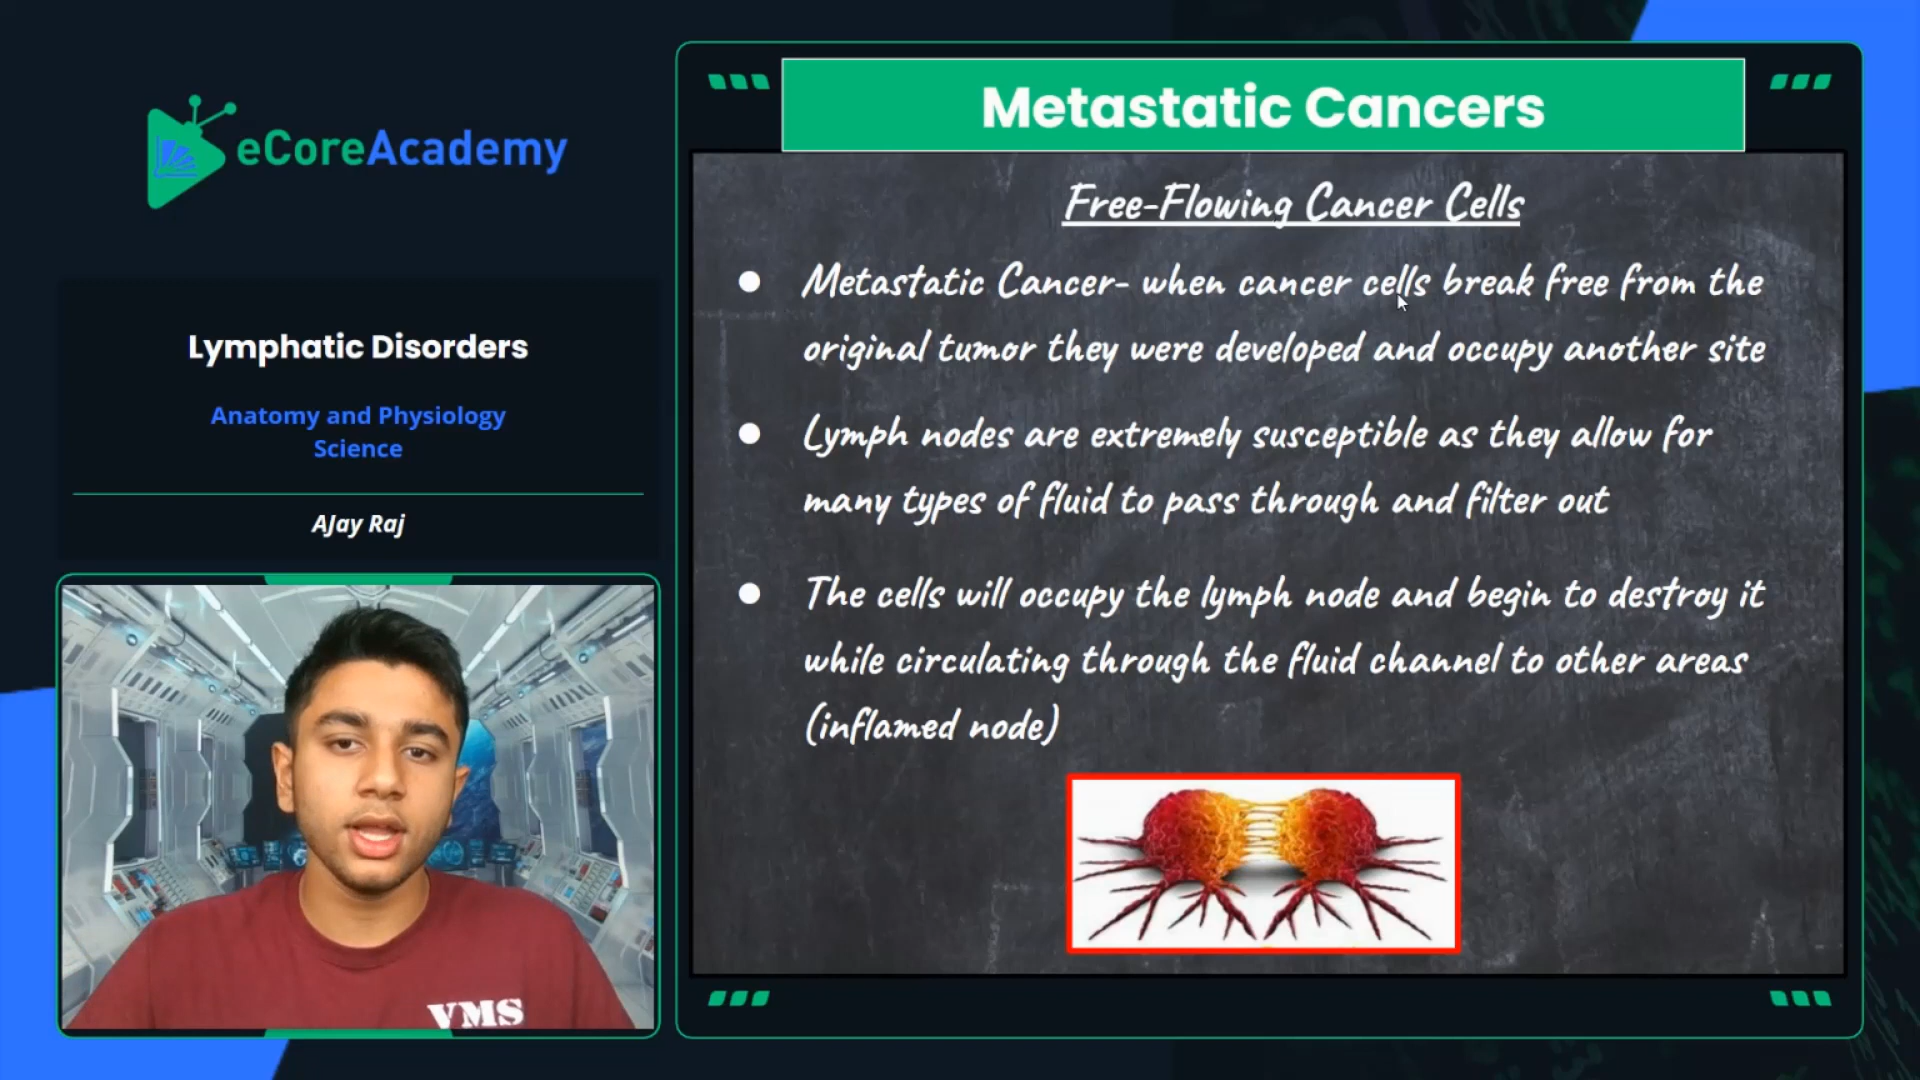 eCoreAcademy
Lymphatic Disorders
Anatomy and Physiology
Science
AJay Raj
VMS
Metastatic Cancers
Free-Flowing Cancer Cells
Metastatic Cancer- when cancer cells break free from the
original tumor they were developed and occupy another site
Lymph nodes are extremely susceptible as they allow for
many types of fluid to pass through and filter out
The cells will occupy the lymph node and begin to destroy it
while circulating through the fluid channel to other areas
(inflamed node)